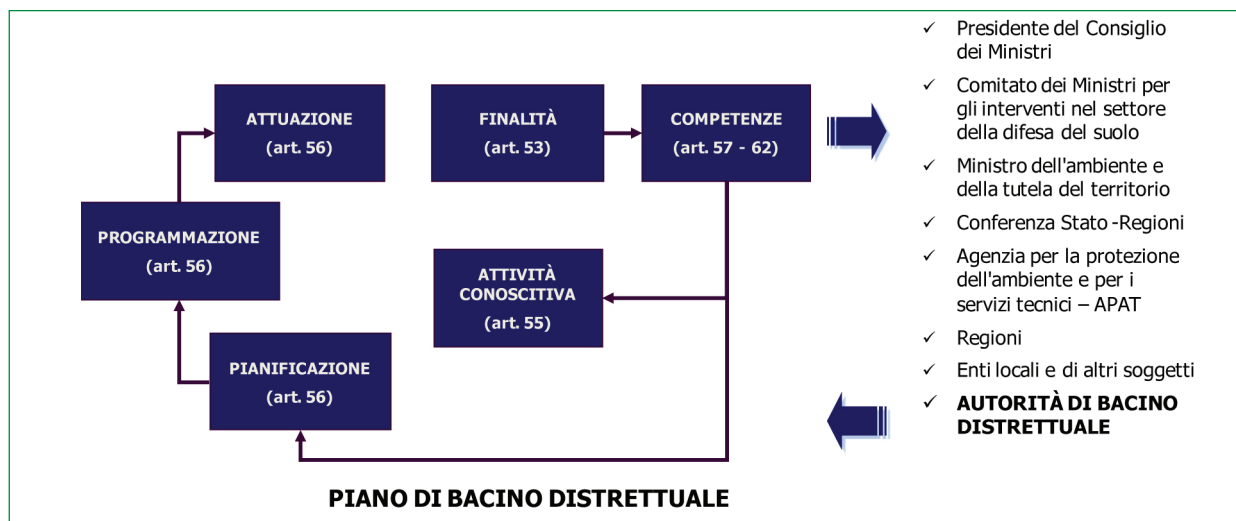 ATTUAZIONE
(art. 56)
FINALITÀ
(art. 53)
COMPETENZE
(art. 57 - 62)
PROGRAMMAZIONE
(art. 56)
ATTIVITÀ
CONOSCITIVA
(art. 55)
PIANIFICAZIONE
(art. 56)
PIANO DI BACINO DISTRETTUALE
✓ Presidente del Consiglio
dei Ministri
✓ Comitato dei Ministri per
gli interventi nel settore
della difesa del suolo
✓ Ministro dell'ambiente e
della tutela del territorio
✓ Conferenza Stato -Regioni
✓ Agenzia per la protezione
dell'ambiente e per i
servizi tecnici – APAT
✓ Regioni
✓ Enti locali e di altri soggetti
✓ AUTORITÀ DI BACINO
DISTRETTUALE